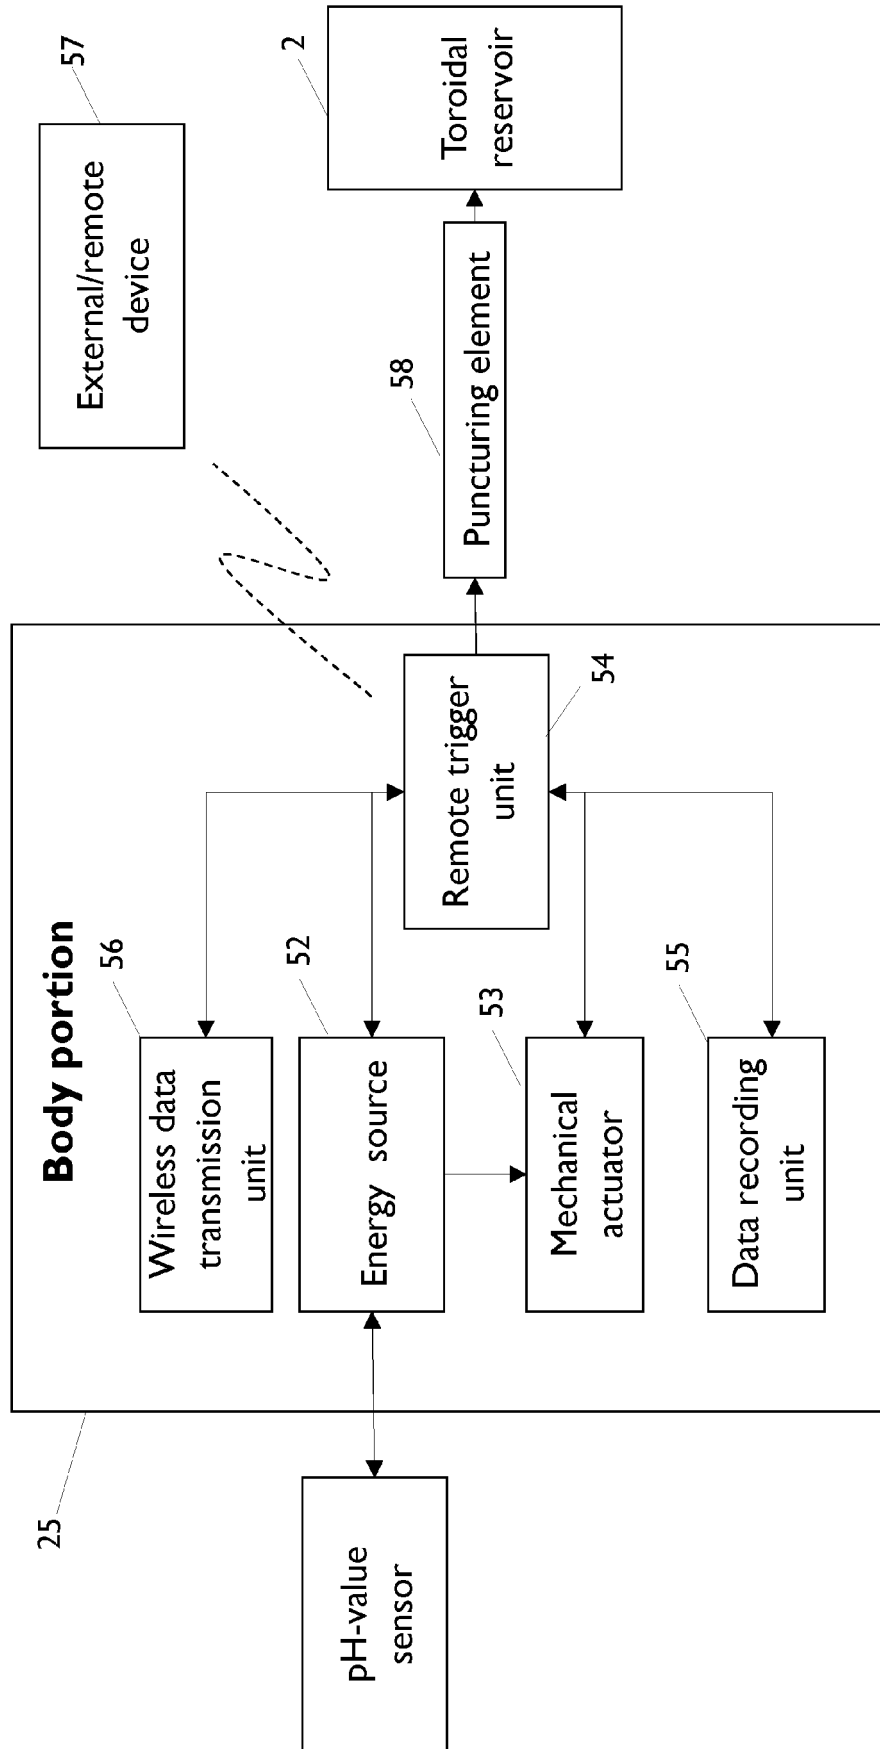 25
Body portion
pH-value
sensor
56
Wireless data
transmission
unit
52
Energy source
53
Mechanical
actuator
55
Data recording
unit
Remote trigger
unit
54
57
External/remote
device
58
Puncturing element
2
Toroidal
reservoir